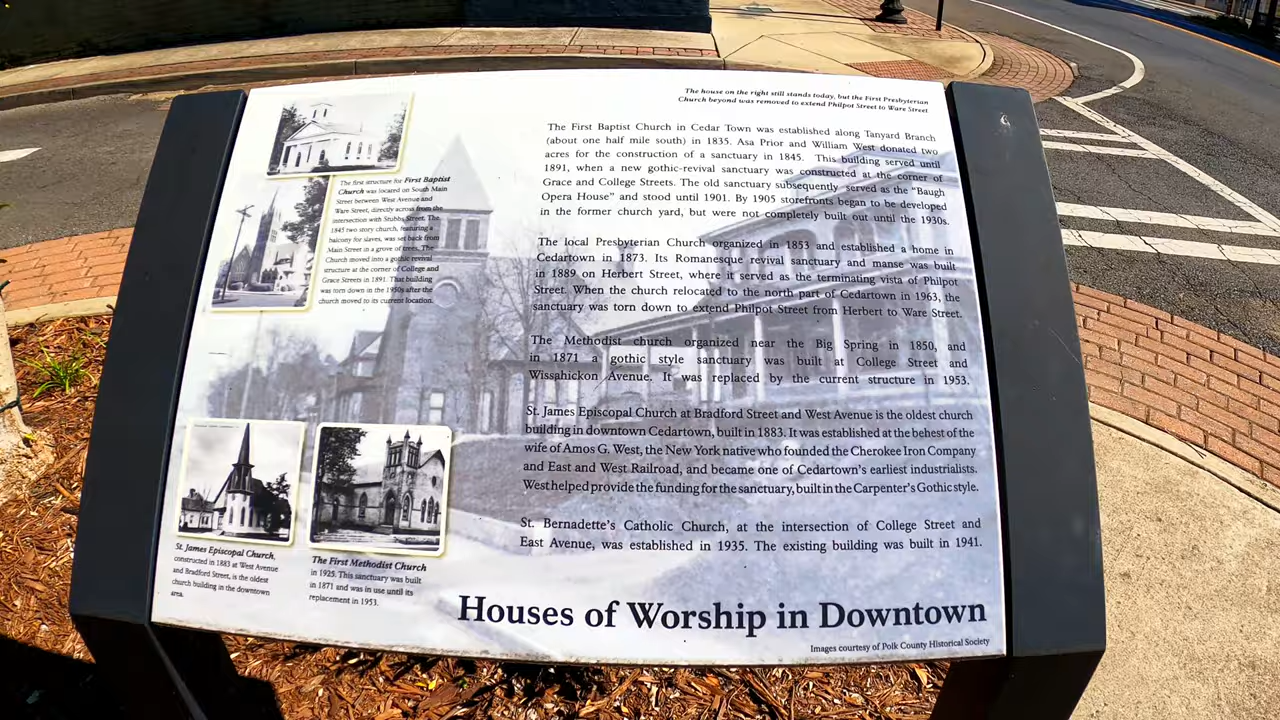 The house on the right still stands today, but the First Presbyterian
Church beyond was removed to extend Philpot Street to Ware Street
The First Baptist Church in Cedar Town was established along Tanyard Branch
(about one half mile south) in 1835. Asa Prior and William West donated two
acres for the construction of a sanctuary in 1845. This building served until
1891, when a new gothic-revival sanctuary was constructed at the corner of
Grace and College Streets. The old sanctuary subsequently served as the "Baugh
Opera House" and stood until 1901. By 1905 storefronts began to be developed
in the former church yard, but were not completely built out until the 1930s.
The local Presbyterian Church organized in 1853 and established a home in
Cedartown in 1873. Its Romanesque revival sanctuary and manse was built
in 1889 on Herbert Street, where it served as the terminating vista of Philpot
Street. When the church relocated to the north part of Cedartown in 1963, the
sanctuary was torn down to extend Philpot Street from Herbert to Ware Street.
The Methodist church organized near the Big Spring in 1850, and
in 1871 a gothic style sanctuary was built at College Street and
Wissahickon Avenue. It was replaced by the current structure in 1953.
St. James Episcopal Church at Bradford Street and West Avenue is the oldest church
building in downtown Cedartown, built in 1883. It was established at the behest of the
wife of Amos G. West, the New York native who founded the Cherokee Iron Company
and East and West Railroad, and became one of Cedartown's earliest industrialists.
West helped provide the funding for the sanctuary, built in the Carpenter's Gothic style.
St. Bernadette's Catholic Church, at the intersection of College Street and
East Avenue, was established in 1935. The existing building was built in 1941.
The first structure for First Baptist
Church was located on South Main
Street between West Avenue and
Ware Street, directly across from the
intersection with Stubbs Street. The
1845 two story church, featuring a
balcony for slaves, was set back from
Main Street in a grove of trees. The
Church moved into a gothic revival
structure at the corner of College and
Grace Streets in 1891. That building
was torn down in the 1950s after the
church moved to its current location.
St. James Episcopal Church,
constructed in 1883 at West Avenue
and Bradford Street, is the oldest
church building in the downtown
area.
The First Methodist Church
in 1925. This sanctuary was built
in 1871 and was in use until its
replacement in 1953.
Houses of Worship in Downtown
Images courtesy of Polk County Historical Society